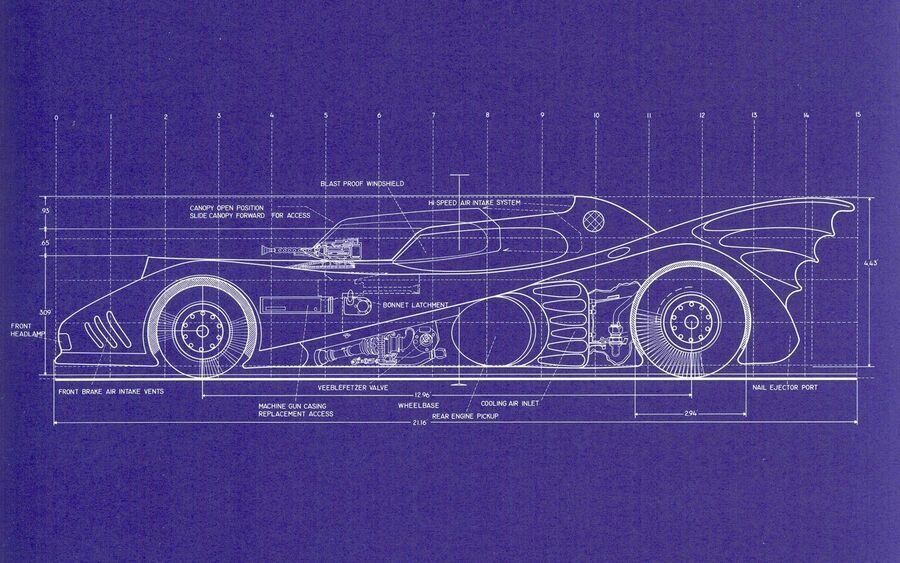 0 1 2 3 4 5 6 7 8 9 10 11 12 13 14 15
BLAST PROOF WINDSHIELD
HI-SPEED AIR INTAKE SYSTEM
CANOPY OPEN POSITION
SLIDE CANOPY FORWARD FOR ACCESS
.93
.65
4.43
BONNET LATCHMENT
.309
FRONT
HEADLAMP
FRONT BRAKE AIR INTAKE VENTS
VEEBLEFETZER VALVE
NAIL EJECTOR PORT
12.96
MACHINE GUN CASING
REPLACEMENT ACCESS
WHEELBASE
COOLING AIR INLET
REAR ENGINE PICKUP
2.94
21.16